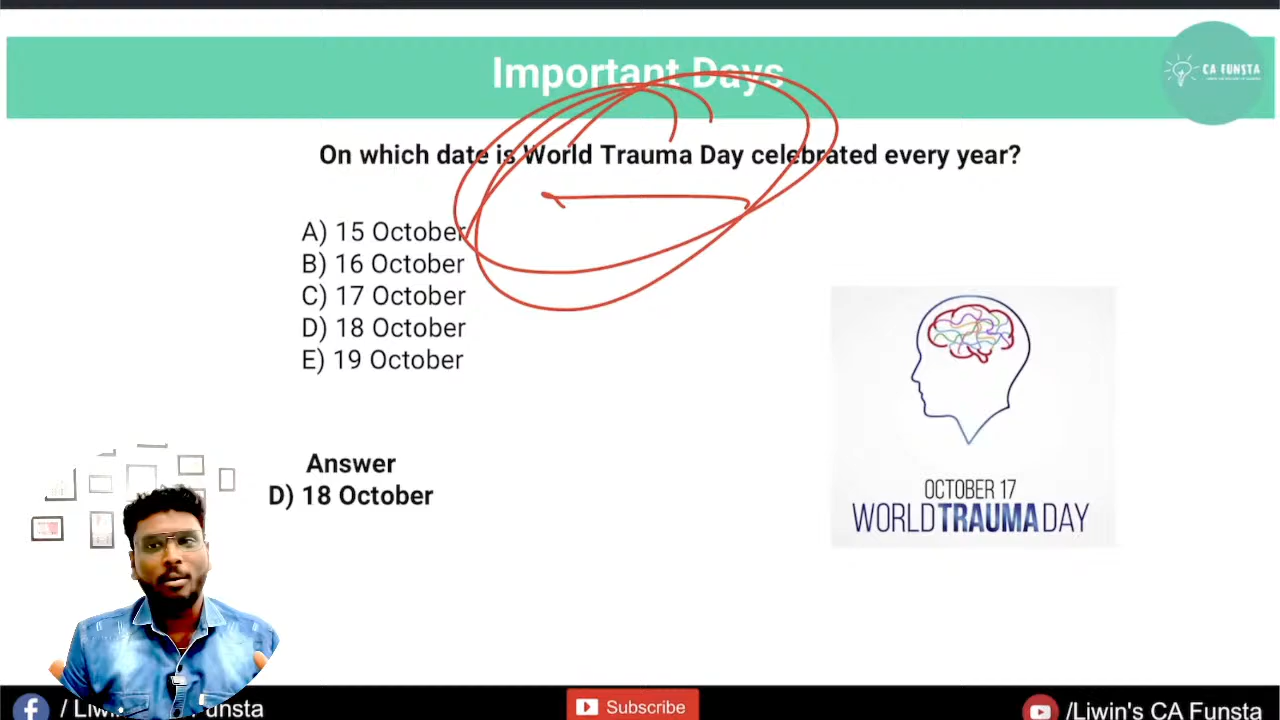 Important Days
CA FUNSTA
On which date is World Trauma Day celebrated every year?
A) 15 October
B) 16 October
C) 17 October
D) 18 October
E) 19 October
Answer
D) 18 October
OCTOBER 17
WORLD TRAUMA DAY
Subscribe
/Liwin's CA Funsta